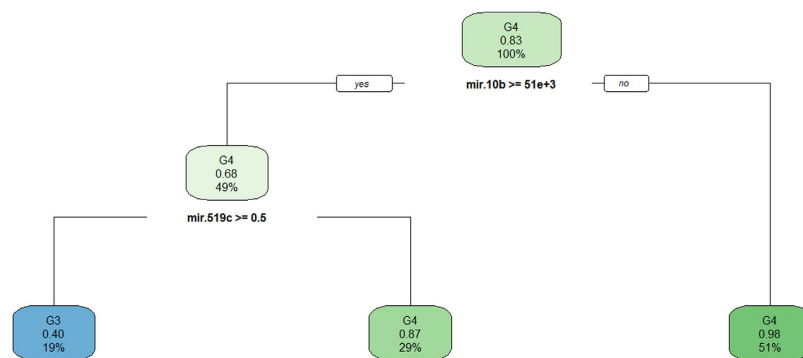 G4
0.83
100%
yes
mir.10b >= 51e+3
no
G4
0.68
49%
mir.519c >= 0.5
G3
0.40
19%
G4
0.87
29%
G4
0.98
51%